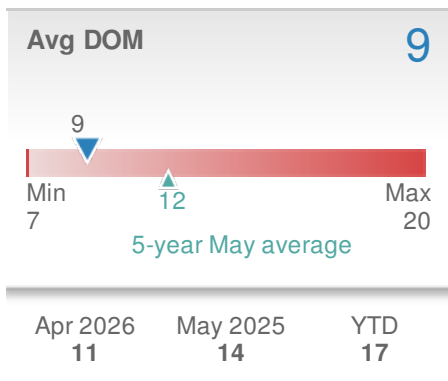 Avg DOM 9
9
Min Max
7 20
12
5-year May average
Apr 2026 May 2025 YTD
11 14 17